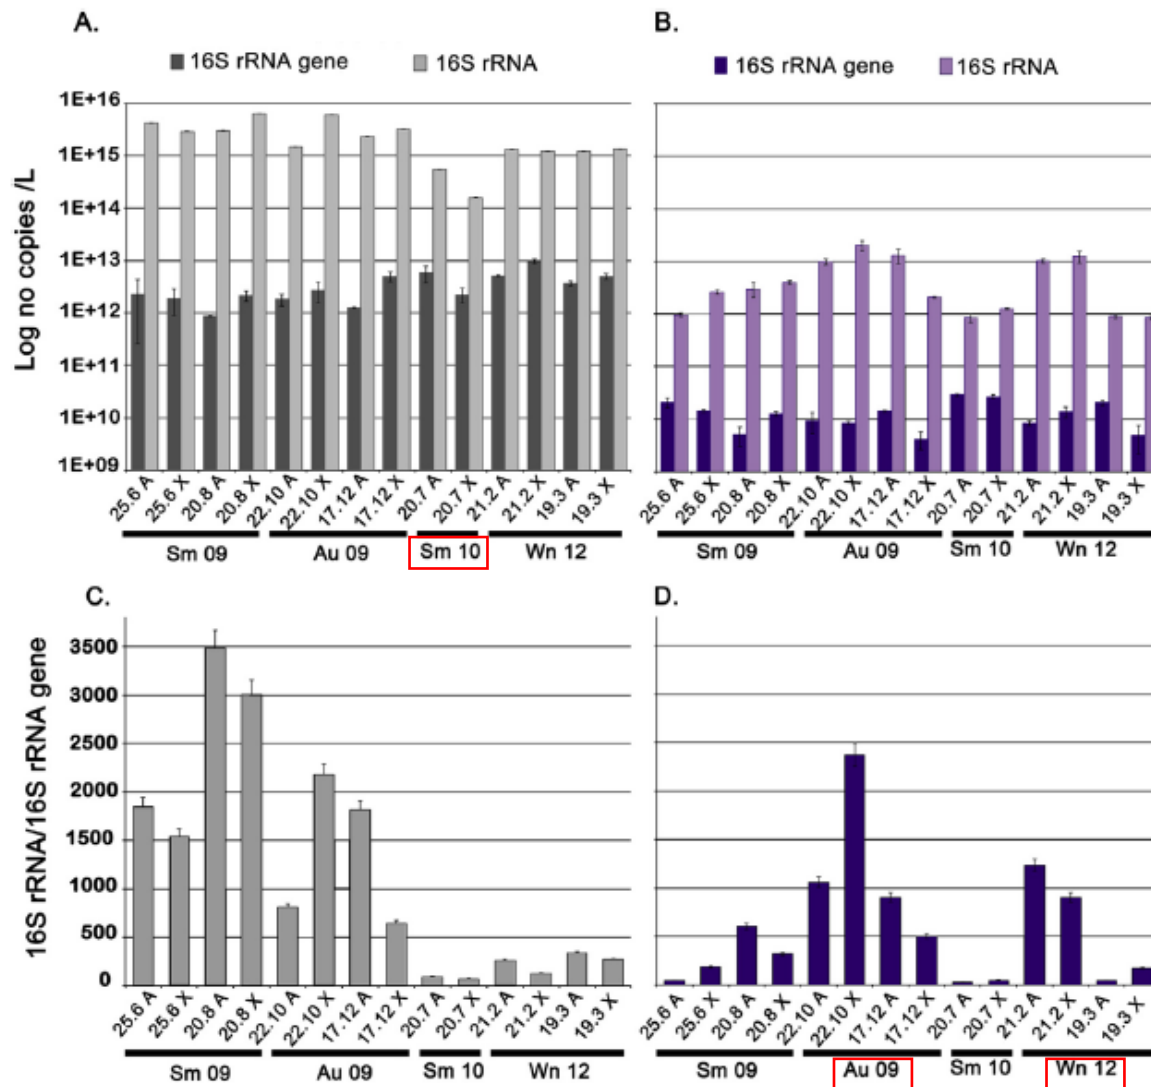 A.
B.
16S rRNA gene 16S rRNA
16S rRNA gene 16S rRNA
Log no copies /L
1E+16
1E+15
1E+14
1E+13
1E+12
1E+11
1E+10
1E+09
25.6 A 25.6 X 20.8 A 20.8 X 22.10 A 22.10 X 17.12 A 17.12 X 20.7 A 20.7 X 21.2 A 21.2 X 19.3 A 19.3 X
Sm 09 Au 09 Sm 10 Wn 12
25.6 A 25.6 X 20.8 A 20.8 X 22.10 A 22.10 X 17.12 A 17.12 X 20.7 A 20.7 X 21.2 A 21.2 X 19.3 A 19.3 X
Sm 09 Au 09 Sm 10 Wn 12
C.
D.
16S rRNA/16S rRNA gene
3500
3000
2500
2000
1500
1000
500
0
25.6 A 25.6 X 20.8 A 20.8 X 22.10 A 22.10 X 17.12 A 17.12 X 20.7 A 20.7 X 21.2 A 21.2 X 19.3 A 19.3 X
Sm 09 Au 09 Sm 10 Wn 12
25.6 A 25.6 X 20.8 A 20.8 X 22.10 A 22.10 X 17.12 A 17.12 X 20.7 A 20.7 X 21.2 A 21.2 X 19.3 A 19.3 X
Sm 09 Au 09 Sm 10 Wn 12